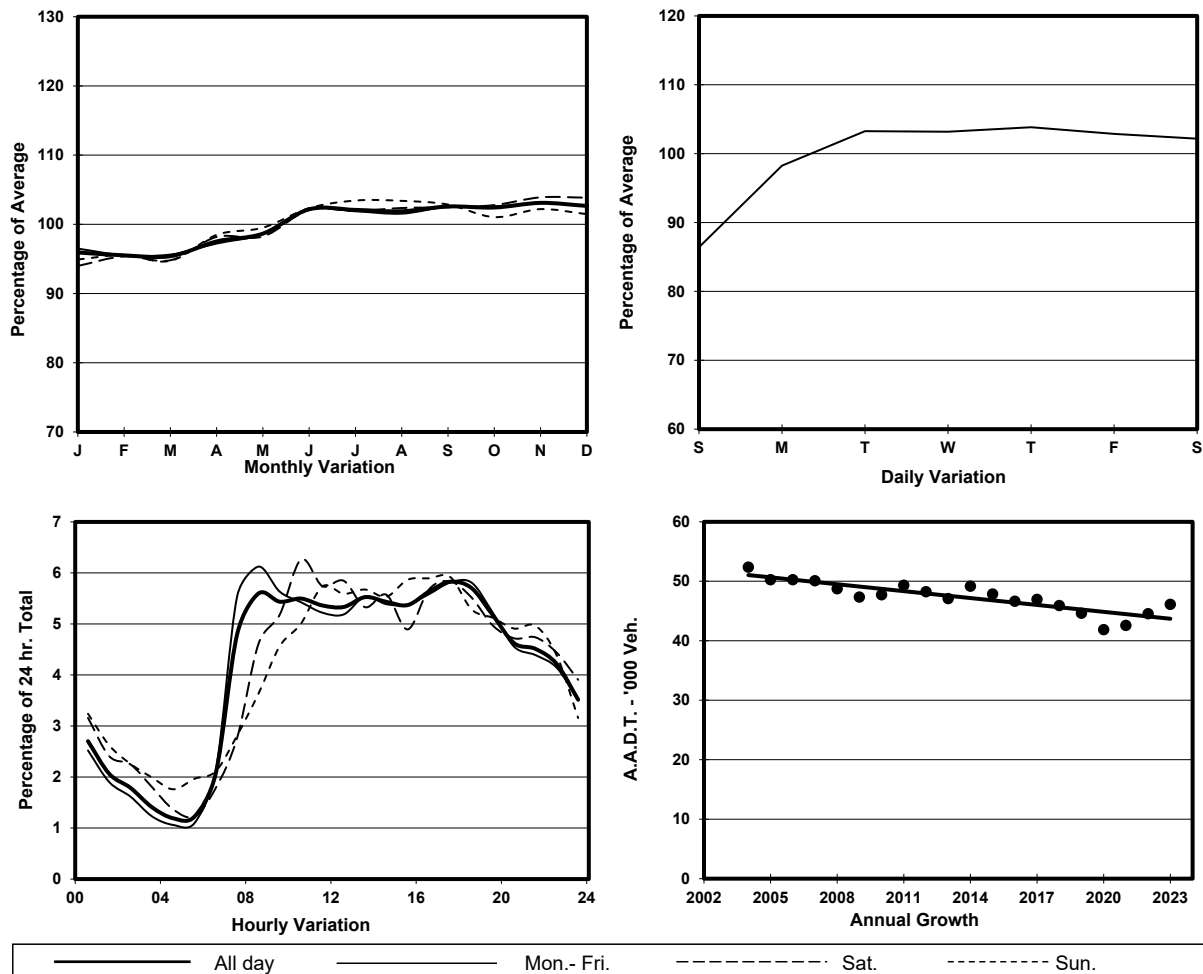 130
120
110
100
90
80
70
Percentage of Average
J F M A M J J A S O N D
Monthly Variation
120
110
100
90
80
70
60
Percentage of Average
S M T W T F S
Daily Variation
7
6
5
4
3
2
1
0
Percentage of 24 hr. Total
00 04 08 12 16 20 24
Hourly Variation
60
50
40
30
20
10
0
A.A.D.T. - '000 Veh.
2002 2005 2008 2011 2014 2017 2020 2023
Annual Growth
All day Mon.- Fri. Sat. Sun.